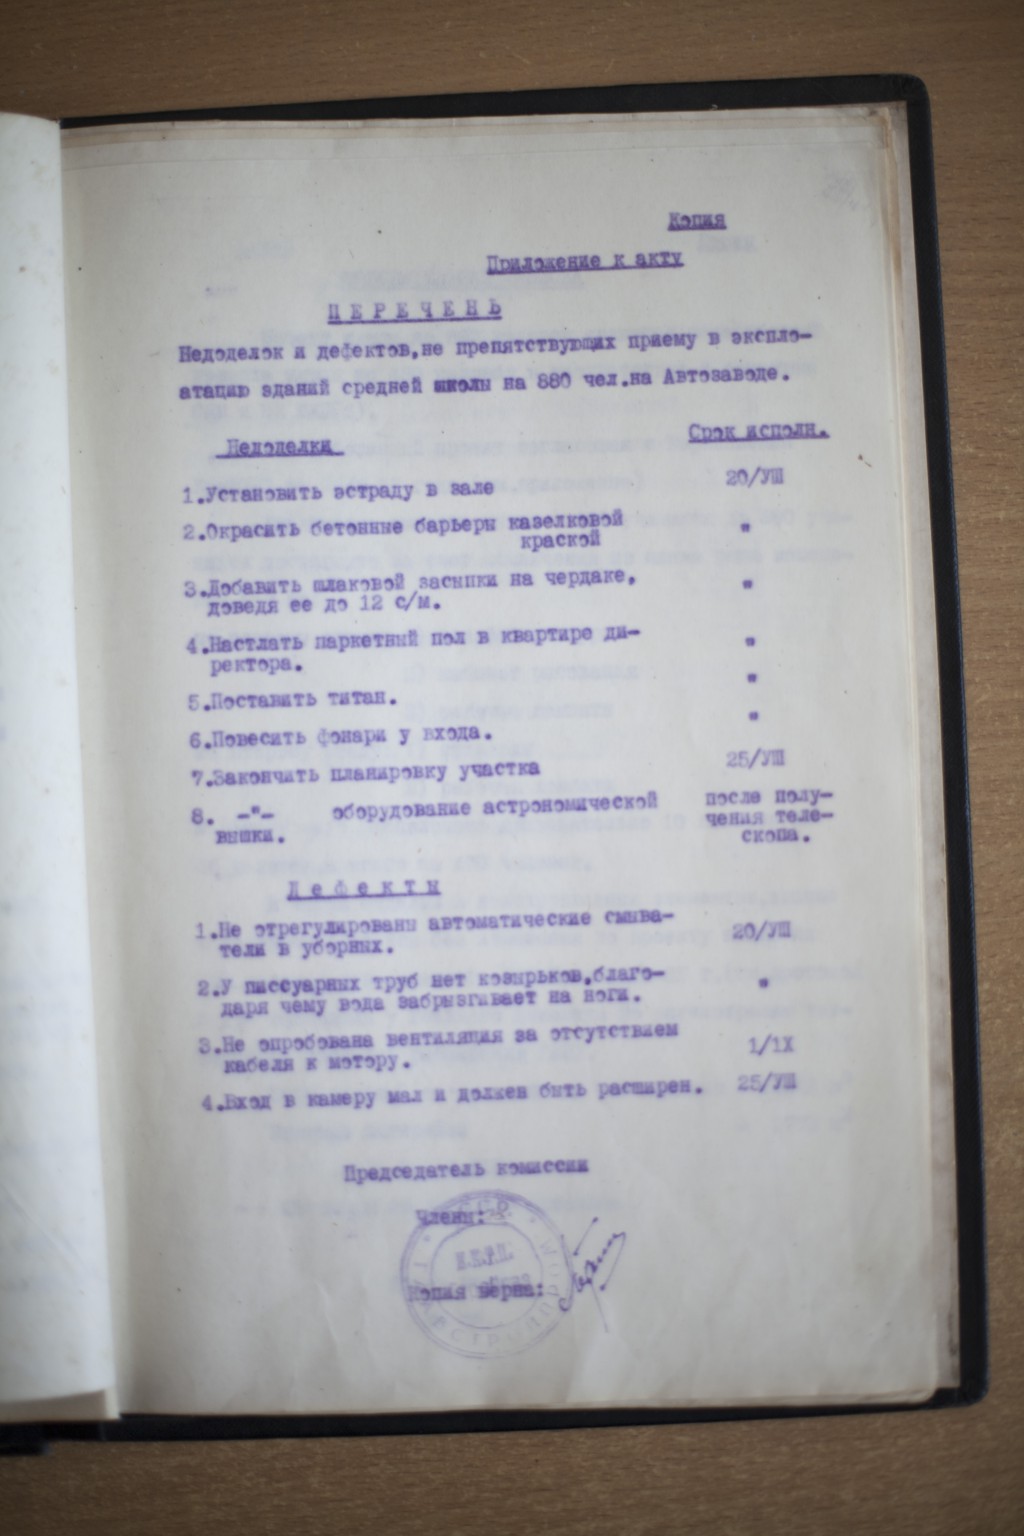 Копия
Приложение к акту
П Е Р Е Ч Е Н Ь
Недоделок и дефектов,не препятствующих приему в экспло-
атацию зданий средней школы на 880 чел.на Автозаводе.
Недоделки Срок исполн.
1.Установить эстраду в зале 20/УШ
2.Окрасить бетонные барьеры казелковой "
краской
3.Добавить шлаковой засыпки на чердаке, "
доведя ее до 12 с/м.
4.Настлать паркетный пол в квартире ди- "
ректора.
5.Поставить титан. "
6.Повесить фонари у входа. "
7.Закончить планировку участка 25/УШ
8. -"- оборудование астрономической после полу-
вышки. чения теле-
скопа.
Д е ф е к т ы
1.Не отрегулированы автоматические смыва- 20/УШ
тели в уборных.
2.У писсуарных труб нет козырьков,благо- "
даря чему вода забрызгивает на ноги.
3.Не опробована вентиляция за отсутствием 1/1Х
кабеля к мотору.
4.Вход в камеру мал и должен быть расширен. 25/УШ
Председатель комиссии
Члены:
Копия верна: